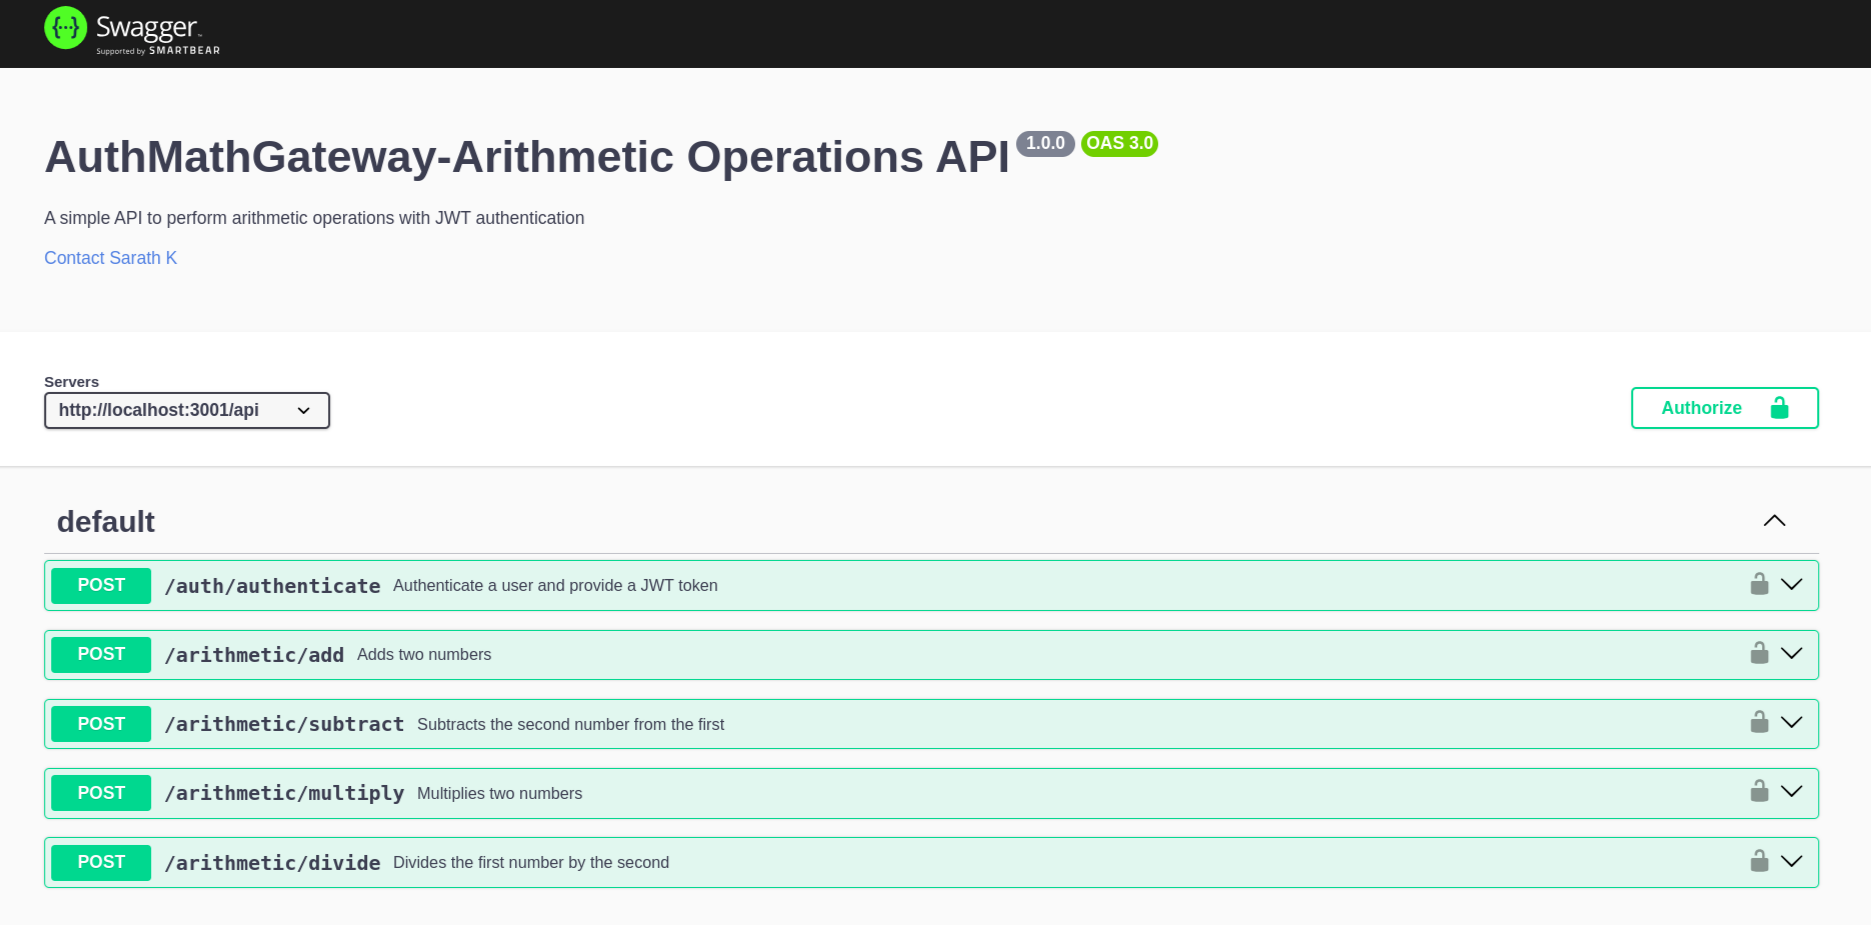 {···} Swagger™
Supported by SMARTBEAR
AuthMathGateway-Arithmetic Operations API 1.0.0 OAS 3.0
A simple API to perform arithmetic operations with JWT authentication
Contact Sarath K
Servers
http://localhost:3001/api
Authorize
default
POST /auth/authenticate Authenticate a user and provide a JWT token
POST /arithmetic/add Adds two numbers
POST /arithmetic/subtract Subtracts the second number from the first
POST /arithmetic/multiply Multiplies two numbers
POST /arithmetic/divide Divides the first number by the second